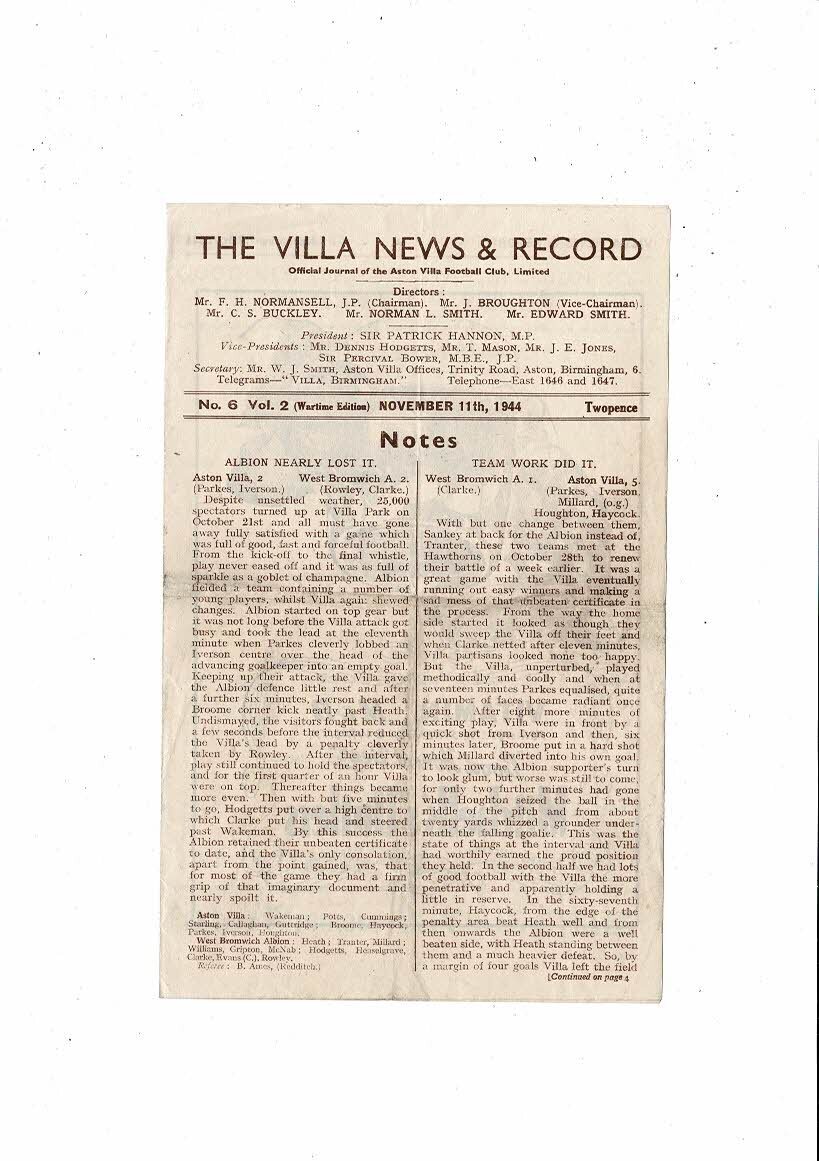 THE VILLA NEWS & RECORD
Official Journal of the Aston Villa Football Club, Limited
Directors :
Mr. F. H. NORMANSELL, J.P. (Chairman). Mr. J. BROUGHTON (Vice-Chairman).
Mr. C. S. BUCKLEY. Mr. NORMAN L. SMITH. Mr. EDWARD SMITH.
President : SIR PATRICK HANNON, M.P.
Vice-Presidents : MR. DENNIS HODGETTS, MR. T. MASON, MR. J. E. JONES,
SIR PERCIVAL BOWER, M.B.E., J.P.
Secretary: MR. W. J. SMITH, Aston Villa Offices, Trinity Road, Aston, Birmingham, 6.
Telegrams—"VILLA, BIRMINGHAM." Telephone—East 1646 and 1647.
No. 6 Vol. 2 (Wartime Edition) NOVEMBER 11th, 1944 Twopence
Notes
ALBION NEARLY LOST IT.
Aston Villa, 2 West Bromwich A. 2.
(Parkes, Iverson.) (Rowley, Clarke.)
Despite unsettled weather, 25,000
spectators turned up at Villa Park on
October 21st and all must have gone
away fully satisfied with a game which
was full of good, fast and forceful football.
From the kick-off to the final whistle,
play never eased off and it was as full of
sparkle as a goblet of champagne. Albion
fielded a team containing a number of
young players, whilst Villa again shewed
changes. Albion started on top gear but
it was not long before the Villa attack got
busy and took the lead at the eleventh
minute when Parkes cleverly lobbed an
Iverson centre over the head of the
advancing goalkeeper into an empty goal.
Keeping up their attack, the Villa gave
the Albion defence little rest and after
a further six minutes, Iverson headed a
Broome corner kick neatly past Heath.
Undismayed, the visitors fought back and
a few seconds before the interval reduced
the Villa's lead by a penalty cleverly
taken by Rowley. After the interval,
play still continued to hold the spectators,
and for the first quarter of an hour Villa
were on top. Thereafter things became
more even. Then with but five minutes
to go, Hodgetts put over a high centre to
which Clarke put his head and steered
past Wakeman. By this success the
Albion retained their unbeaten certificate
to date, and the Villa's only consolation,
apart from the point gained, was, that
for most of the game they had a firm
grip of that imaginary document and
nearly spoilt it.
Aston Villa : Wakeman ; Potts, Cummings ;
Starling, Callaghan, Guttridge ; Broome, Haycock,
Parkes, Iverson, Houghton.
West Bromwich Albion : Heath ; Tranter, Millard ;
Williams, Gripton, McNab ; Hodgetts, Heaselgrave,
Clarke, Evans (C.), Rowley.
Referee : B. Ames, (Redditch.)
TEAM WORK DID IT.
West Bromwich A. 1. Aston Villa, 5.
(Clarke.) (Parkes, Iverson,
Millard, (o.g.)
Houghton, Haycock.
With but one change between them,
Sankey at back for the Albion instead of,
Tranter, these two teams met at the
Hawthorns on October 28th to renew
their battle of a week earlier. It was a
great game with the Villa eventually
running out easy winners and making a
sad mess of that unbeaten certificate in
the process. From the way the home
side started it looked as though they
would sweep the Villa off their feet and
when Clarke netted after eleven minutes,
Villa partisans looked none too happy.
But the Villa, unperturbed, played
methodically and coolly and when at
seventeen minutes Parkes equalised, quite
a number of faces became radiant once
again. After eight more minutes of
exciting play, Villa were in front by a
quick shot from Iverson and then, six
minutes later, Broome put in a hard shot
which Millard diverted into his own goal.
It was now the Albion supporter's turn
to look glum, but worse was still to come,
for only two further minutes had gone
when Houghton seized the ball in the
middle of the pitch and from about
twenty yards whizzed a grounder under-
neath the falling goalie. This was the
state of things at the interval and Villa
had worthily earned the proud position
they held. In the second half we had lots
of good football with the Villa the more
penetrative and apparently holding a
little in reserve. In the sixty-seventh
minute, Haycock, from the edge of the
penalty area beat Heath well and from
then onwards the Albion were a well
beaten side, with Heath standing between
them and a much heavier defeat. So, by
a margin of four goals Villa left the field
[Continued on page 4